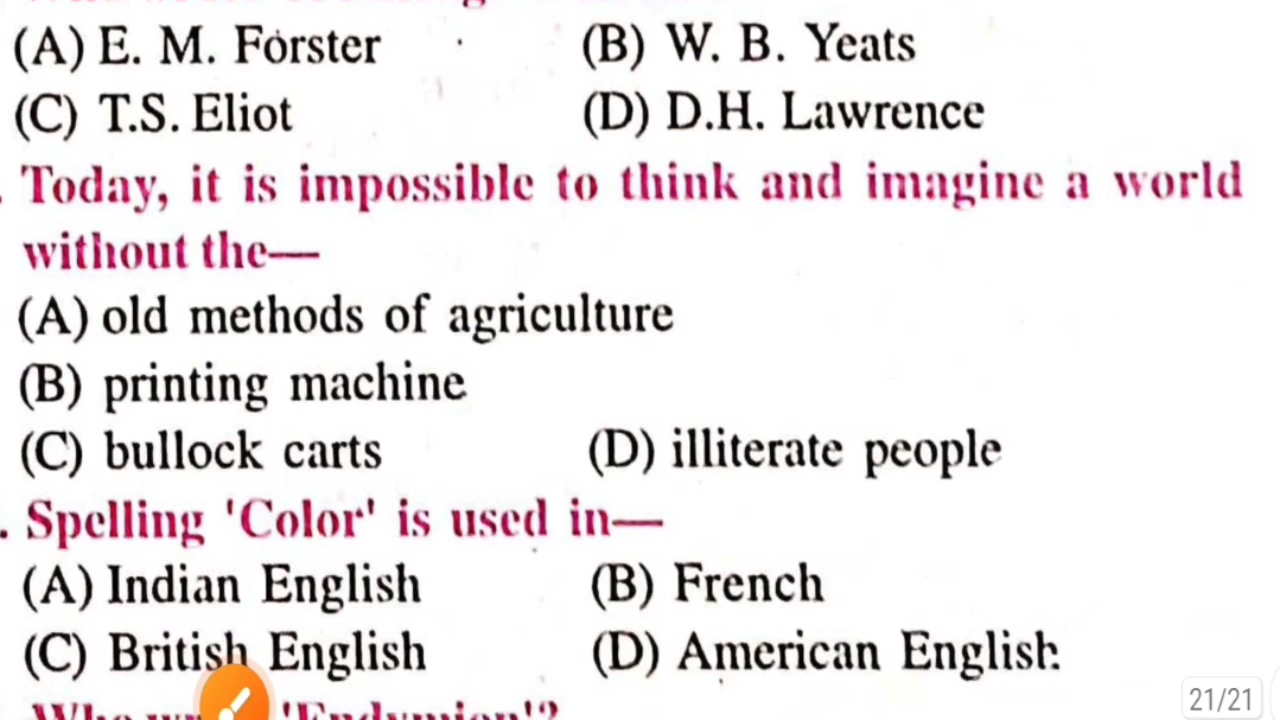 (A) E. M. Forster (B) W. B. Yeats
(C) T.S. Eliot (D) D.H. Lawrence
. Today, it is impossible to think and imagine a world
without the—
(A) old methods of agriculture
(B) printing machine
(C) bullock carts (D) illiterate people
. Spelling 'Color' is used in—
(A) Indian English (B) French
(C) British English (D) American English
'Endymion'?
21/21